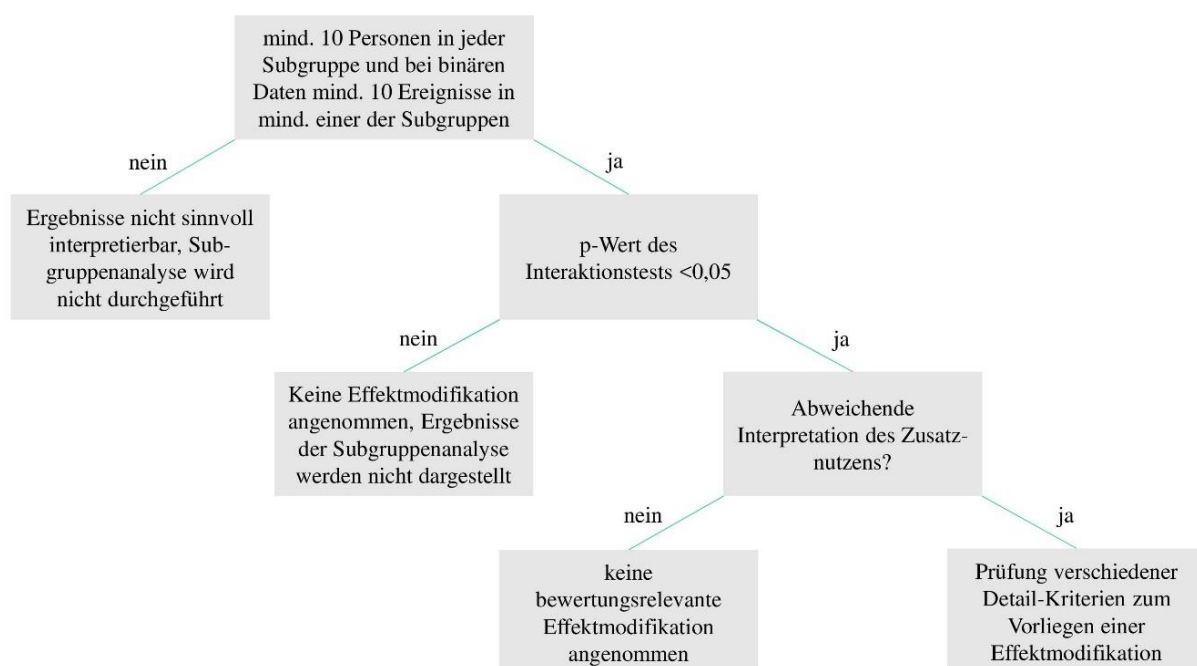 mind. 10 Personen in jeder
Subgruppe und bei binären
Daten mind. 10 Ereignisse in
mind. einer der Subgruppen
nein
ja
Ergebnisse nicht sinnvoll
interpretierbar, Sub-
gruppenanalyse wird
nicht durchgeführt
p-Wert des
Interaktionstests <0,05
nein
ja
Keine Effektmodifikation
angenommen, Ergebnisse
der Subgruppenanalyse
werden nicht dargestellt
Abweichende
Interpretation des Zusatz-
nutzens?
nein
ja
keine
bewertungsrelevante
Effektmodifikation
angenommen
Prüfung verschiedener
Detail-Kriterien zum
Vorliegen einer
Effektmodifikation